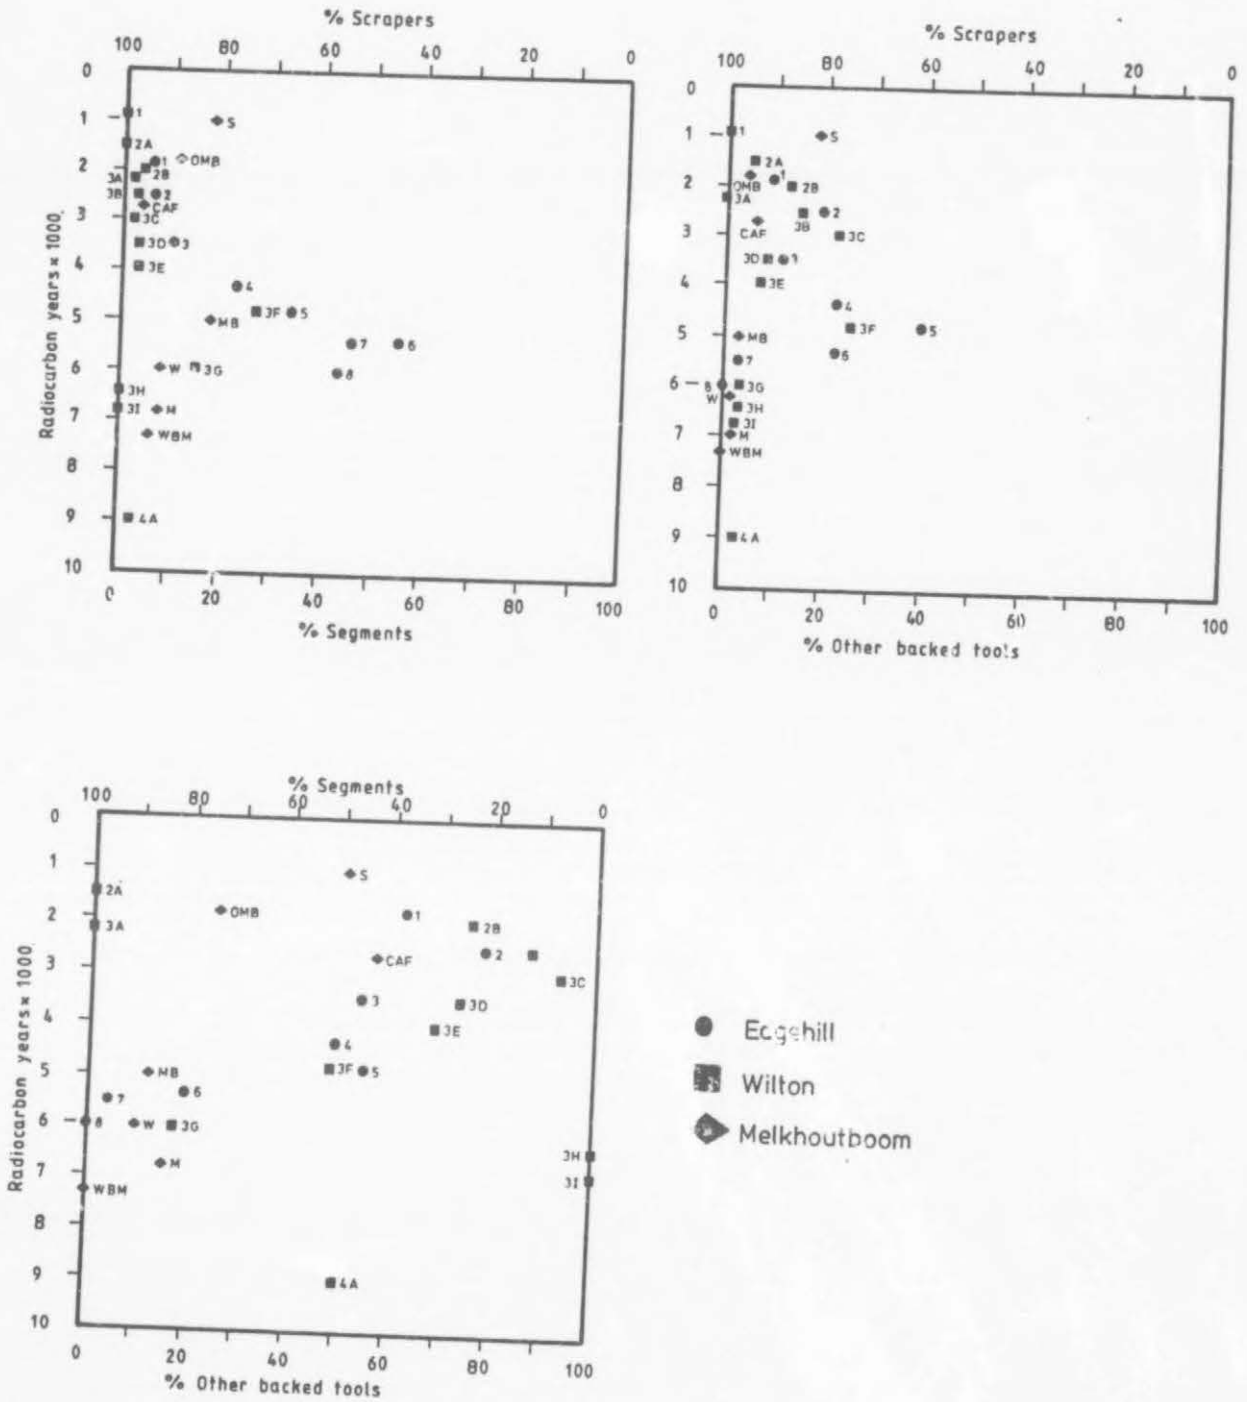 % Scrapers
100 80 60 40 20 0
0
1
2
3
4
5
6
7
8
9
10
Radiocarbon years × 1000
1
S
2A
1
OMB
2B
3A
3B
2
CAF
3C
3D
3
3E
4
3F
5
MB
7
6
W
3G
8
3H
3I
M
WBM
4A
0 20 40 60 80 100
% Segments
% Scrapers
100 80 60 40 20 0
0
1
2
3
4
5
6
7
8
9
10
1
S
2A
OMB
1
2B
3A
3B
2
CAF
3C
3D
3E
4
3F
5
MB
6
7
8
3G
W
3H
3I
M
WBM
4A
0 20 40 60 80 100
% Other backed tools
% Segments
100 80 60 40 20 0
0
1
2
3
4
5
6
7
8
9
10
Radiocarbon years × 1000
S
2A
OMB
1
3A
2B
2
CAF
3C
3
3D
3E
4
3F
5
MB
7
6
8
W
3G
M
3H
WBM
3I
4A
0 20 40 60 80 100
% Other backed tools
Edgehill
Wilton
Melkhoutboom